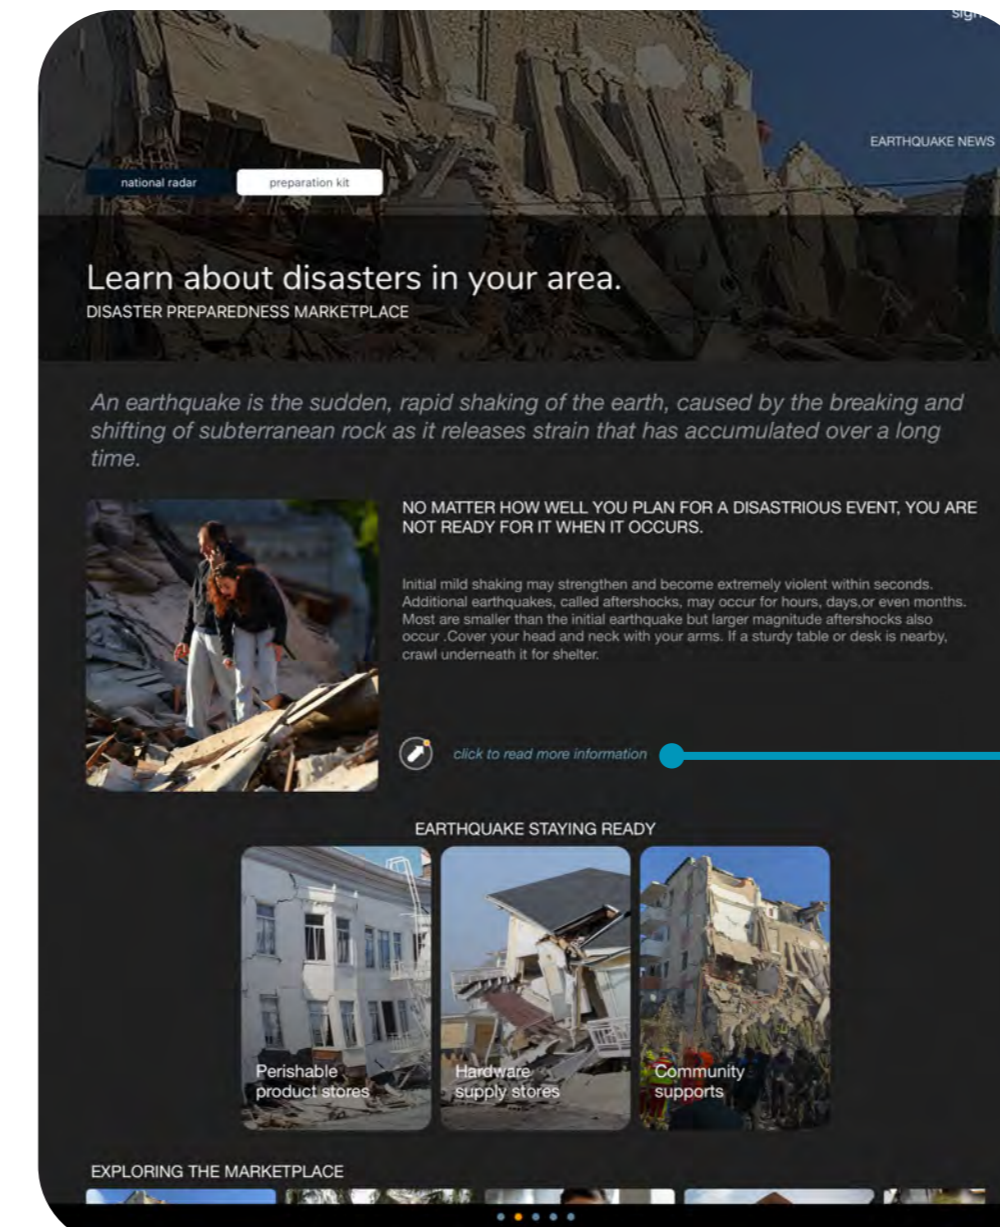 sign
EARTHQUAKE NEWS
national radar
preparation kit
Learn about disasters in your area.
DISASTER PREPAREDNESS MARKETPLACE
An earthquake is the sudden, rapid shaking of the earth, caused by the breaking and
shifting of subterranean rock as it releases strain that has accumulated over a long
time.
NO MATTER HOW WELL YOU PLAN FOR A DISASTRIOUS EVENT, YOU ARE
NOT READY FOR IT WHEN IT OCCURS.
Initial mild shaking may strengthen and become extremely violent within seconds.
Additional earthquakes, called aftershocks, may occur for hours, days,or even months.
Most are smaller than the initial earthquake but larger magnitude aftershocks also
occur .Cover your head and neck with your arms. If a sturdy table or desk is nearby,
crawl underneath it for shelter.
click to read more information
EARTHQUAKE STAYING READY
Perishable
product stores
Hardware
supply stores
Community
supports
EXPLORING THE MARKETPLACE